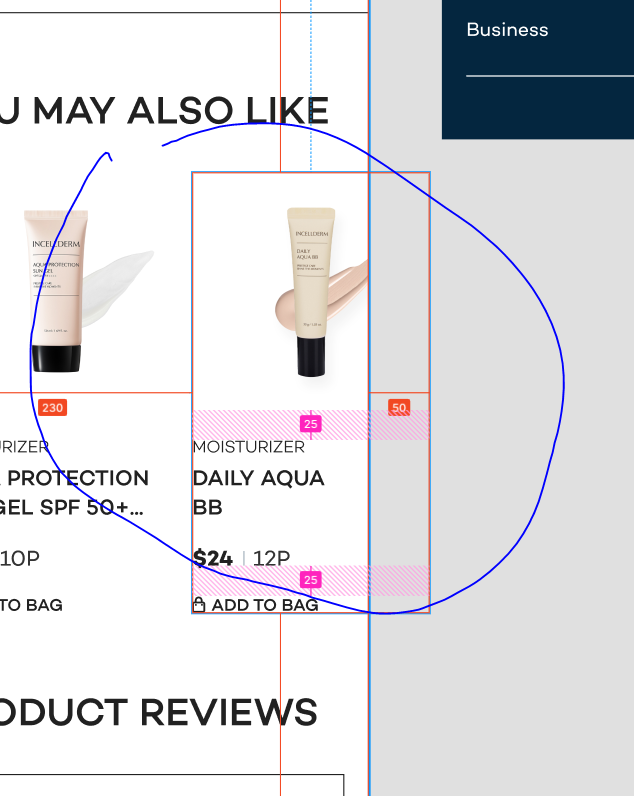 Business
U MAY ALSO LIKE
INCELLDERM
AQUA PROTECTION
SUN GEL
INCELLDERM
DAILY
AQUA BB
230
50
25
URIZER
MOISTURIZER
PROTECTION
DAILY AQUA
GEL SPF 50+...
BB
10P
$24 | 12P
25
TO BAG
ADD TO BAG
ODUCT REVIEWS